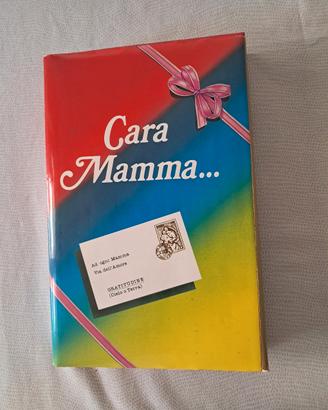 Cara
Mamma...
Ad ogni Mamma
Via dell'Amore
GRATITUDINE
(Cielo e Terra)